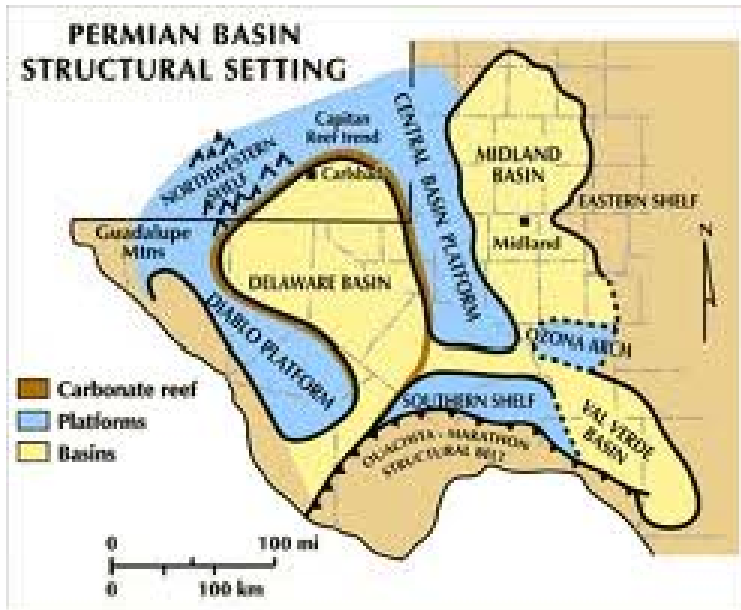 PERMIAN BASIN
STRUCTURAL SETTING
Capitan
Reef trend
NORTHWESTERN
SHELF
Carlsbad
CENTRAL BASIN PLATFORM
MIDLAND
BASIN
EASTERN SHELF
Midland
N
Guadalupe
Mtns
DELAWARE BASIN
DIABLO PLATFORM
OZONA ARCH
SOUTHERN SHELF
VAL VERDE
BASIN
OUACHITA - MARATHON
STRUCTURAL BELT
Carbonate reef
Platforms
Basins
0 100 mi
0 100 km